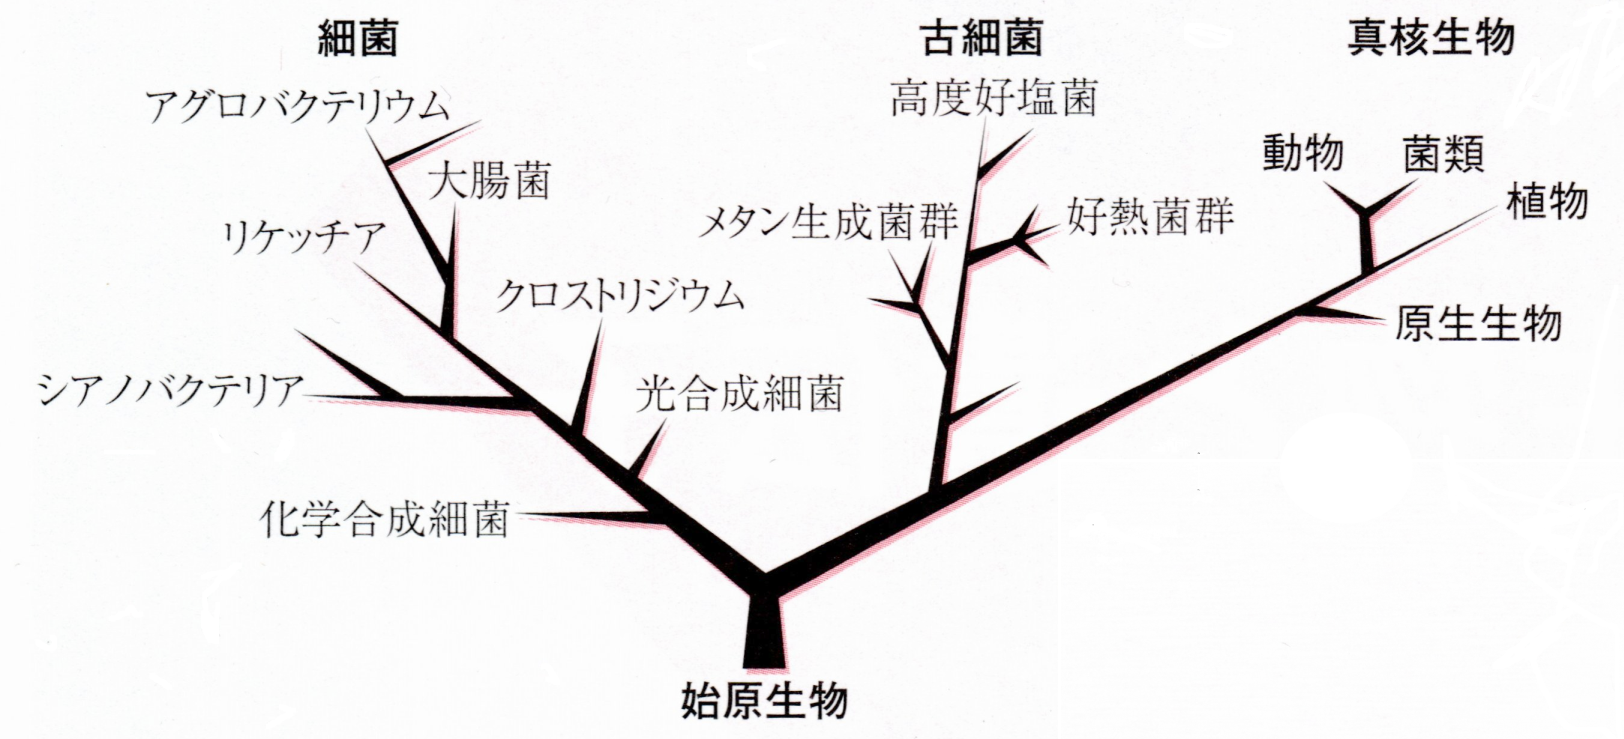 細菌
古細菌
真核生物
アグロバクテリウム
高度好塩菌
大腸菌
動物
菌類
植物
リケッチア
メタン生成菌群
好熱菌群
クロストリジウム
原生生物
シアノバクテリア
光合成細菌
化学合成細菌
始原生物